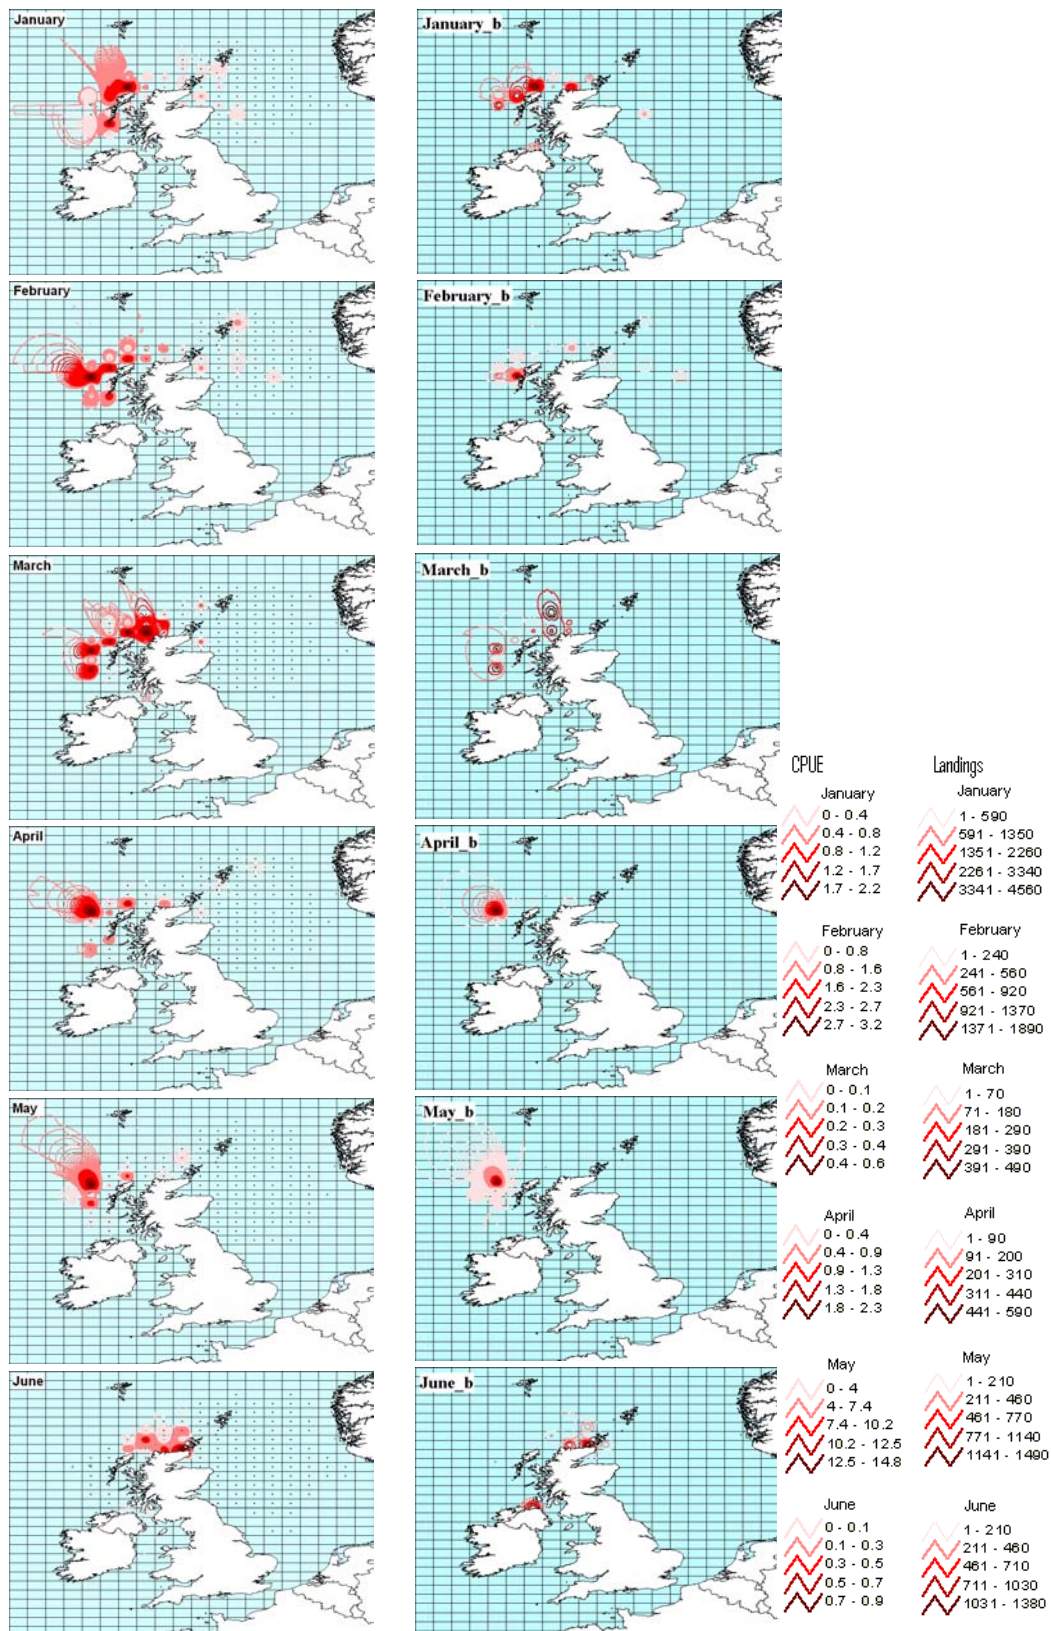 January
January_b
February
February_b
March
March_b
April
April_b
May
May_b
June
June_b
CPUE
January
0 - 0.4
0.4 - 0.8
0.8 - 1.2
1.2 - 1.7
1.7 - 2.2
February
0 - 0.8
0.8 - 1.6
1.6 - 2.3
2.3 - 2.7
2.7 - 3.2
March
0 - 0.1
0.1 - 0.2
0.2 - 0.3
0.3 - 0.4
0.4 - 0.6
April
0 - 0.4
0.4 - 0.9
0.9 - 1.3
1.3 - 1.8
1.8 - 2.3
May
0 - 4
4 - 7.4
7.4 - 10.2
10.2 - 12.5
12.5 - 14.8
June
0 - 0.1
0.1 - 0.3
0.3 - 0.5
0.5 - 0.7
0.7 - 0.9
Landings
January
1 - 590
591 - 1350
1351 - 2260
2261 - 3340
3341 - 4560
February
1 - 240
241 - 560
561 - 920
921 - 1370
1371 - 1890
March
1 - 70
71 - 180
181 - 290
291 - 390
391 - 490
April
1 - 90
91 - 200
201 - 310
311 - 440
441 - 590
May
1 - 210
211 - 460
461 - 770
771 - 1140
1141 - 1490
June
1 - 210
211 - 460
461 - 710
711 - 1030
1031 - 1380